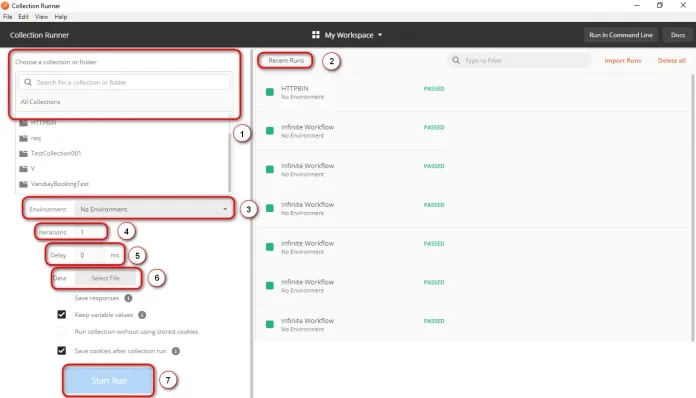 Collection Runner
File Edit View Help
Collection Runner
My Workspace
Run In Command Line
Docs
Choose a collection or folder
Search for a collection or folder
All Collections
HTTPBIN
req
TestCollection001
V
VandiayBookingTest
1
Environment No Environment 3
Iterations 1 4
Delay 0 ms 5
Data Select File 6
Save responses
Keep variable values
Run collection without using stored cookies
Save cookies after collection run
Start Run 7
Recent Runs 2
Type to Filter
Import Runs
Delete all
HTTPBIN PASSED
No Environment
Infinite Workflow PASSED
No Environment
Infinite Workflow PASSED
No Environment
Infinite Workflow PASSED
No Environment
Infinite Workflow PASSED
No Environment
Infinite Workflow PASSED
No Environment
Infinite Workflow PASSED
No Environment